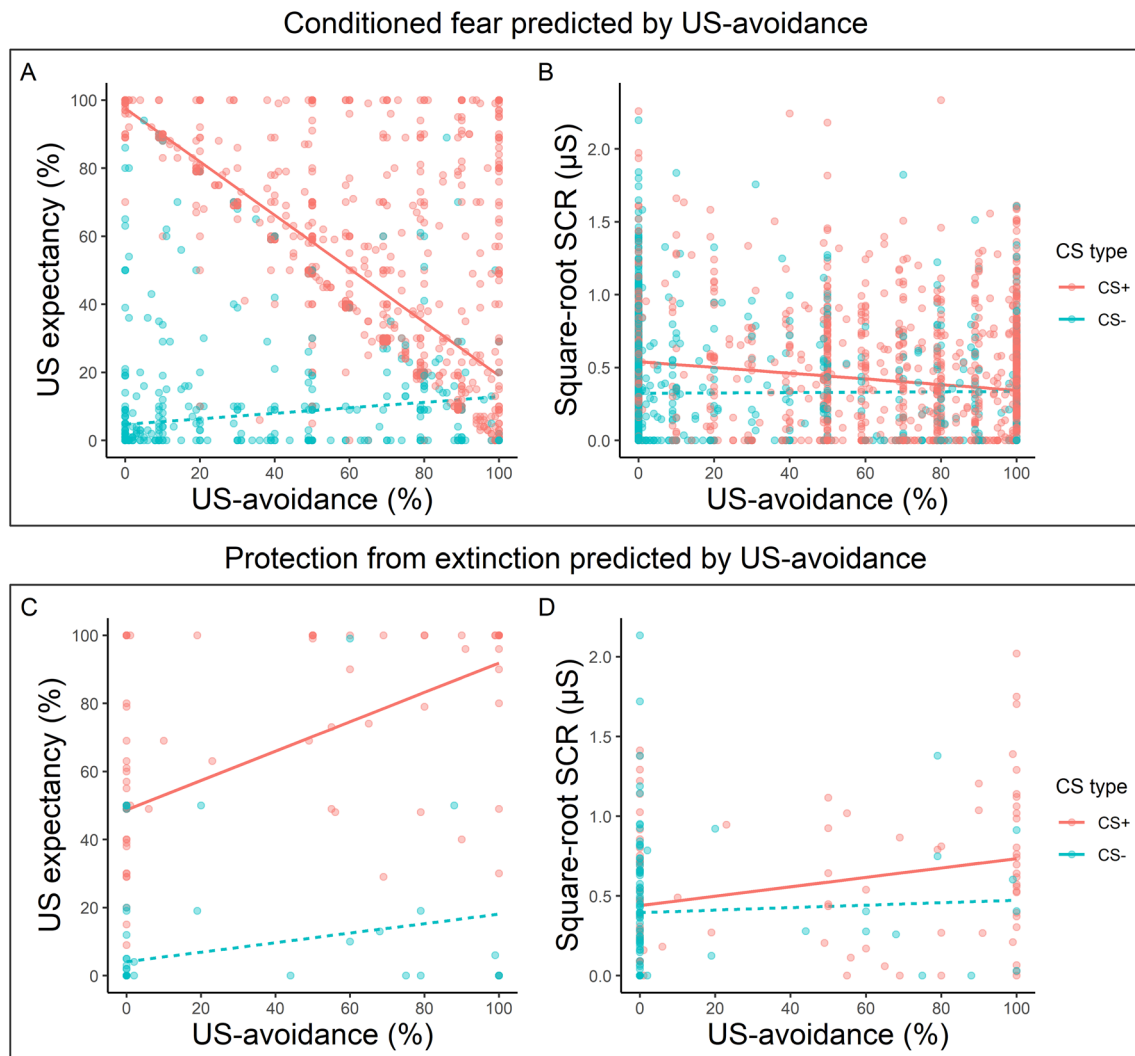 Conditioned fear predicted by US-avoidance
A
B
US expectancy (%)
100
80
60
40
20
0
0 20 40 60 80 100
US-avoidance (%)
Square-root SCR (µS)
2.0
1.5
1.0
0.5
0.0
0 20 40 60 80 100
US-avoidance (%)
CS type
CS+
CS-
Protection from extinction predicted by US-avoidance
C
D
US expectancy (%)
100
80
60
40
20
0
0 20 40 60 80 100
US-avoidance (%)
Square-root SCR (µS)
2.0
1.5
1.0
0.5
0.0
0 20 40 60 80 100
US-avoidance (%)
CS type
CS+
CS-